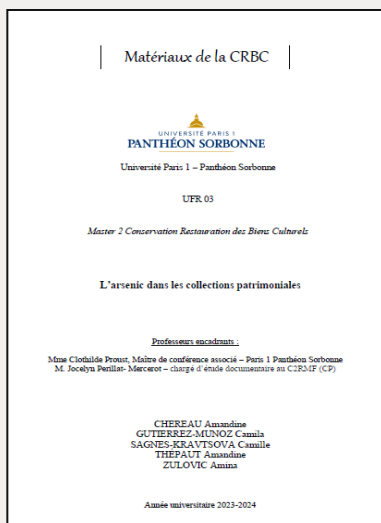 Matériaux de la CRBC
UNIVERSITÉ PARIS 1
PANTHÉON SORBONNE
Université Paris 1 – Panthéon Sorbonne
UFR 03
Master 2 Conservation Restauration des Biens Culturels
L'arsenic dans les collections patrimoniales
Professeurs encadrants :
Mme Clothilde Proust, Maître de conférence associé – Paris 1 Panthéon Sorbonne
M. Jocelyn Perillat- Mercerot – chargé d'étude documentaire au C2RMF (CP)
CHEREAU Amandine
GUTIERREZ-MUNOZ Camila
SAGNES-KRAVTSOVA Camille
THÉPAUT Amandine
ZULOVIC Amina
Année universitaire 2023-2024